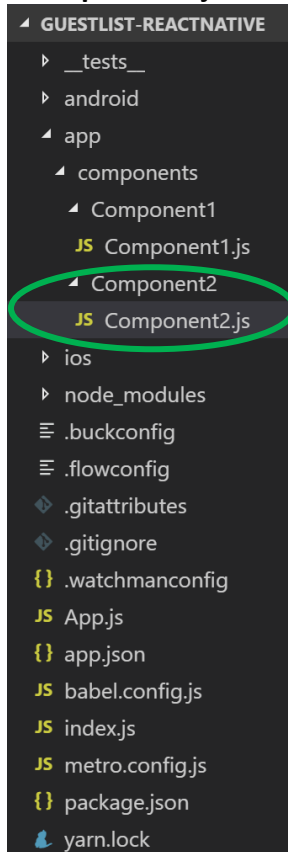 GUESTLIST-REACTNATIVE
__tests__
android
app
components
Component1
JS Component1.js
Component2
JS Component2.js
ios
node_modules
.buckconfig
.flowconfig
.gitattributes
.gitignore
{} .watchmanconfig
JS App.js
{} app.json
JS babel.config.js
JS index.js
JS metro.config.js
{} package.json
yarn.lock